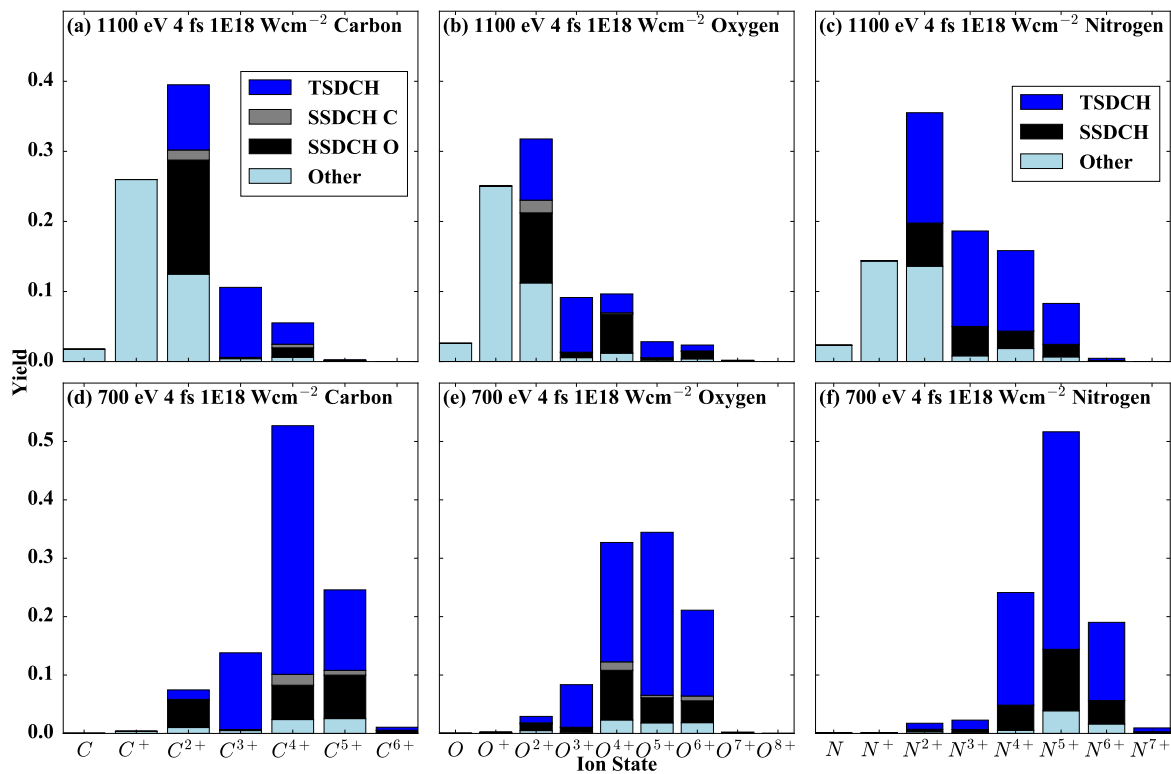 (a) 1100 eV 4 fs 1E18 Wcm−2 Carbon
(b) 1100 eV 4 fs 1E18 Wcm−2 Oxygen
(c) 1100 eV 4 fs 1E18 Wcm−2 Nitrogen
TSDCH
SSDCH C
SSDCH O
Other
TSDCH
SSDCH
Other
0.4
0.3
0.2
0.1
0.0
Yield
(d) 700 eV 4 fs 1E18 Wcm−2 Carbon
(e) 700 eV 4 fs 1E18 Wcm−2 Oxygen
(f) 700 eV 4 fs 1E18 Wcm−2 Nitrogen
0.5
0.4
0.3
0.2
0.1
0.0
C C+ C2+ C3+ C4+ C5+ C6+
O O+ O2+ O3+ O4+ O5+ O6+ O7+ O8+
N N+ N2+ N3+ N4+ N5+ N6+ N7+
Ion State